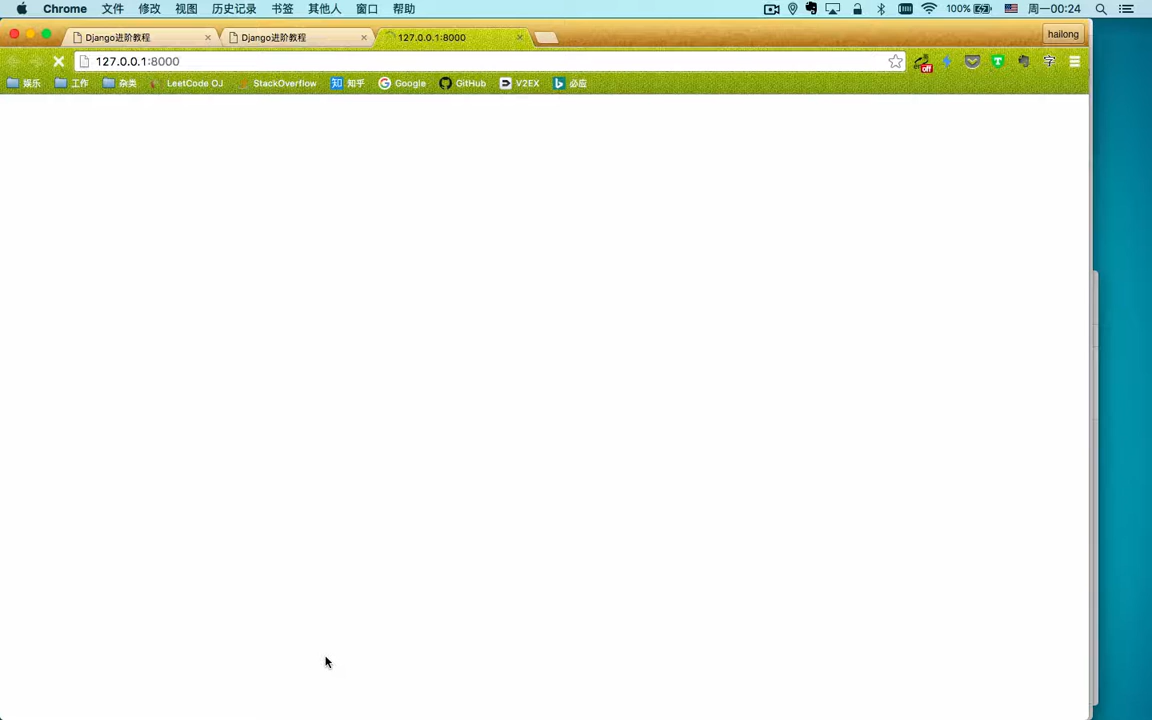 Chrome 文件 修改 视图 历史记录 书签 其他人 窗口 帮助 100% 周一00:24
Django进阶教程 Django进阶教程 127.0.0.1:8000 hailong
127.0.0.1:8000 off T 字
娱乐 工作 杂类 LeetCode OJ StackOverflow 知 知乎 Google GitHub V2EX 必应